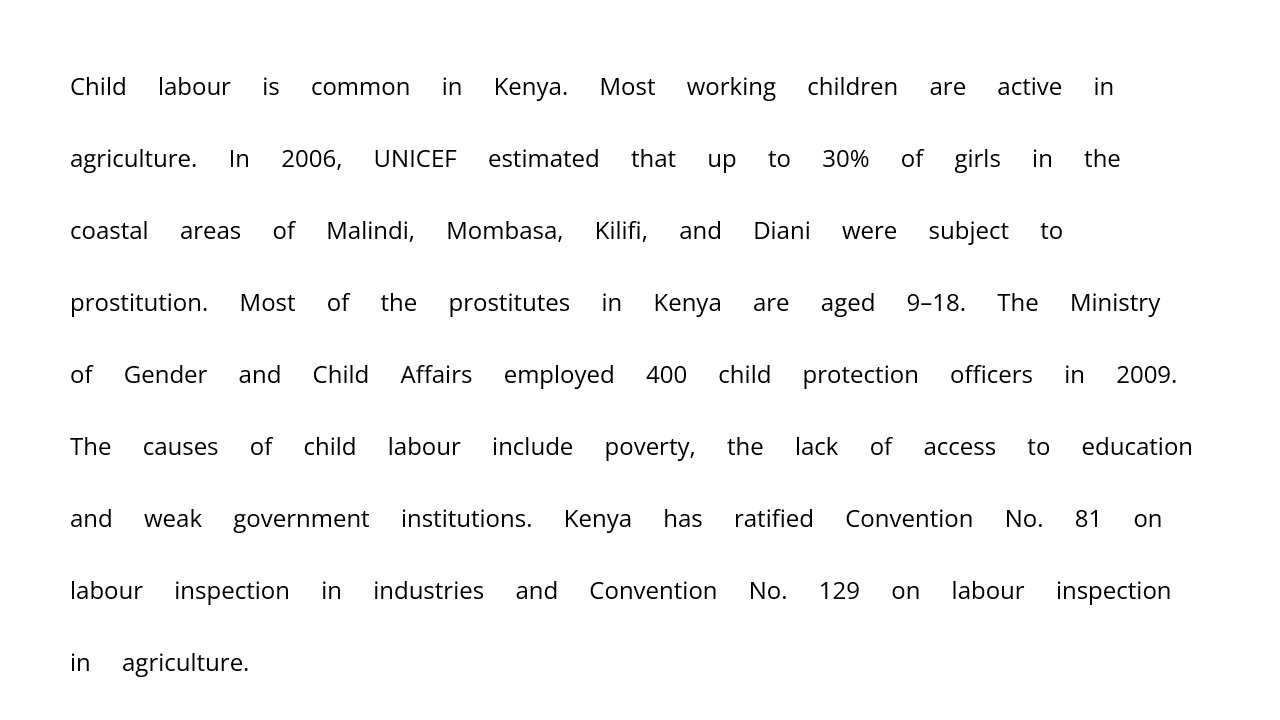 Child labour is common in Kenya. Most working children are active in
agriculture. In 2006, UNICEF estimated that up to 30% of girls in the
coastal areas of Malindi, Mombasa, Kilifi, and Diani were subject to
prostitution. Most of the prostitutes in Kenya are aged 9–18. The Ministry
of Gender and Child Affairs employed 400 child protection officers in 2009.
The causes of child labour include poverty, the lack of access to education
and weak government institutions. Kenya has ratified Convention No. 81 on
labour inspection in industries and Convention No. 129 on labour inspection
in agriculture.